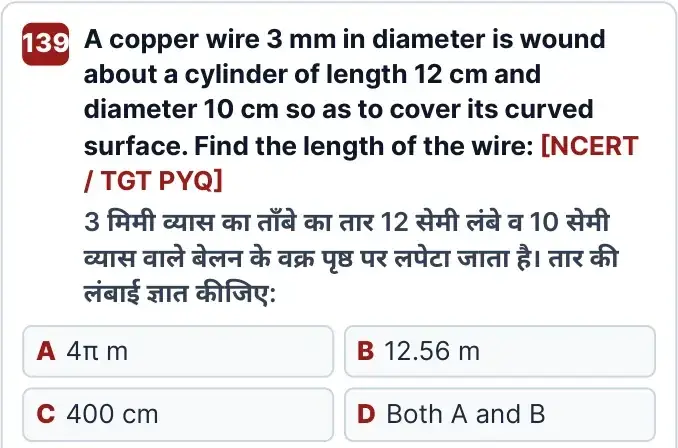 139 A copper wire 3 mm in diameter is wound
about a cylinder of length 12 cm and
diameter 10 cm so as to cover its curved
surface. Find the length of the wire: [NCERT
/ TGT PYQ]
3 मिमी व्यास का ताँबे का तार 12 सेमी लंबे व 10 सेमी
व्यास वाले बेलन के वक्र पृष्ठ पर लपेटा जाता है। तार की
लंबाई ज्ञात कीजिए:
A 4π m
B 12.56 m
C 400 cm
D Both A and B